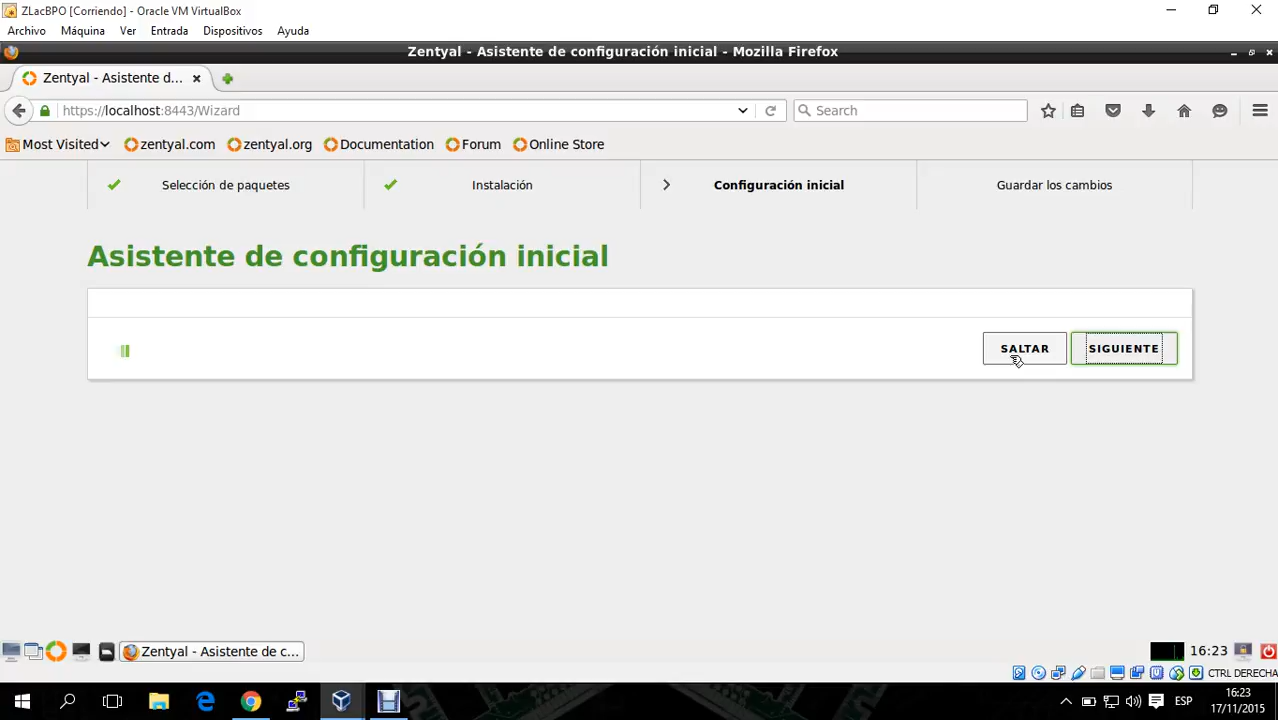 ZLacBPO [Corriendo] - Oracle VM VirtualBox
Archivo Máquina Ver Entrada Dispositivos Ayuda
Zentyal - Asistente de configuración inicial - Mozilla Firefox
Zentyal - Asistente d...
https://localhost:8443/Wizard
Search
Most Visited zentyal.com zentyal.org Documentation Forum Online Store
Selección de paquetes Instalación Configuración inicial Guardar los cambios
Asistente de configuración inicial
SALTAR SIGUIENTE
Zentyal - Asistente de c...
16:23
CTRL DERECHA
ESP
16:23
17/11/2015